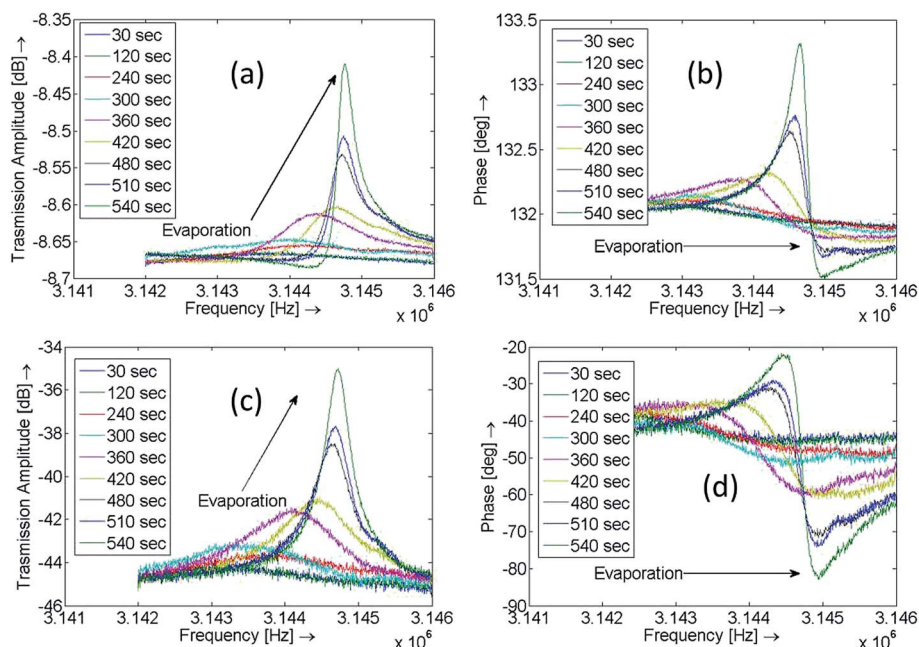 -8.35
-8.4
-8.45
-8.5
-8.55
-8.6
-8.65
-8.7
Trasmission Amplitude [dB] →
30 sec
120 sec
240 sec
300 sec
360 sec
420 sec
480 sec
510 sec
540 sec
(a)
Evaporation
3.141 3.142 3.143 3.144 3.145 3.146
Frequency [Hz] →
x 10⁶
133.5
133
132.5
132
131.5
Phase [deg] →
30 sec
120 sec
240 sec
300 sec
360 sec
420 sec
480 sec
510 sec
540 sec
(b)
Evaporation
3.141 3.142 3.143 3.144 3.145 3.146
Frequency [Hz] →
x 10⁶
-34
-36
-38
-40
-42
-44
-46
Trasmission Amplitude [dB] →
30 sec
120 sec
240 sec
300 sec
360 sec
420 sec
480 sec
510 sec
540 sec
(c)
Evaporation
3.141 3.142 3.143 3.144 3.145 3.146
Frequency [Hz] →
x 10⁶
-20
-30
-40
-50
-60
-70
-80
-90
Phase [deg] →
30 sec
120 sec
240 sec
300 sec
360 sec
420 sec
480 sec
510 sec
540 sec
(d)
Evaporation
3.141 3.142 3.143 3.144 3.145 3.146
Frequency [Hz] →
x 10⁶